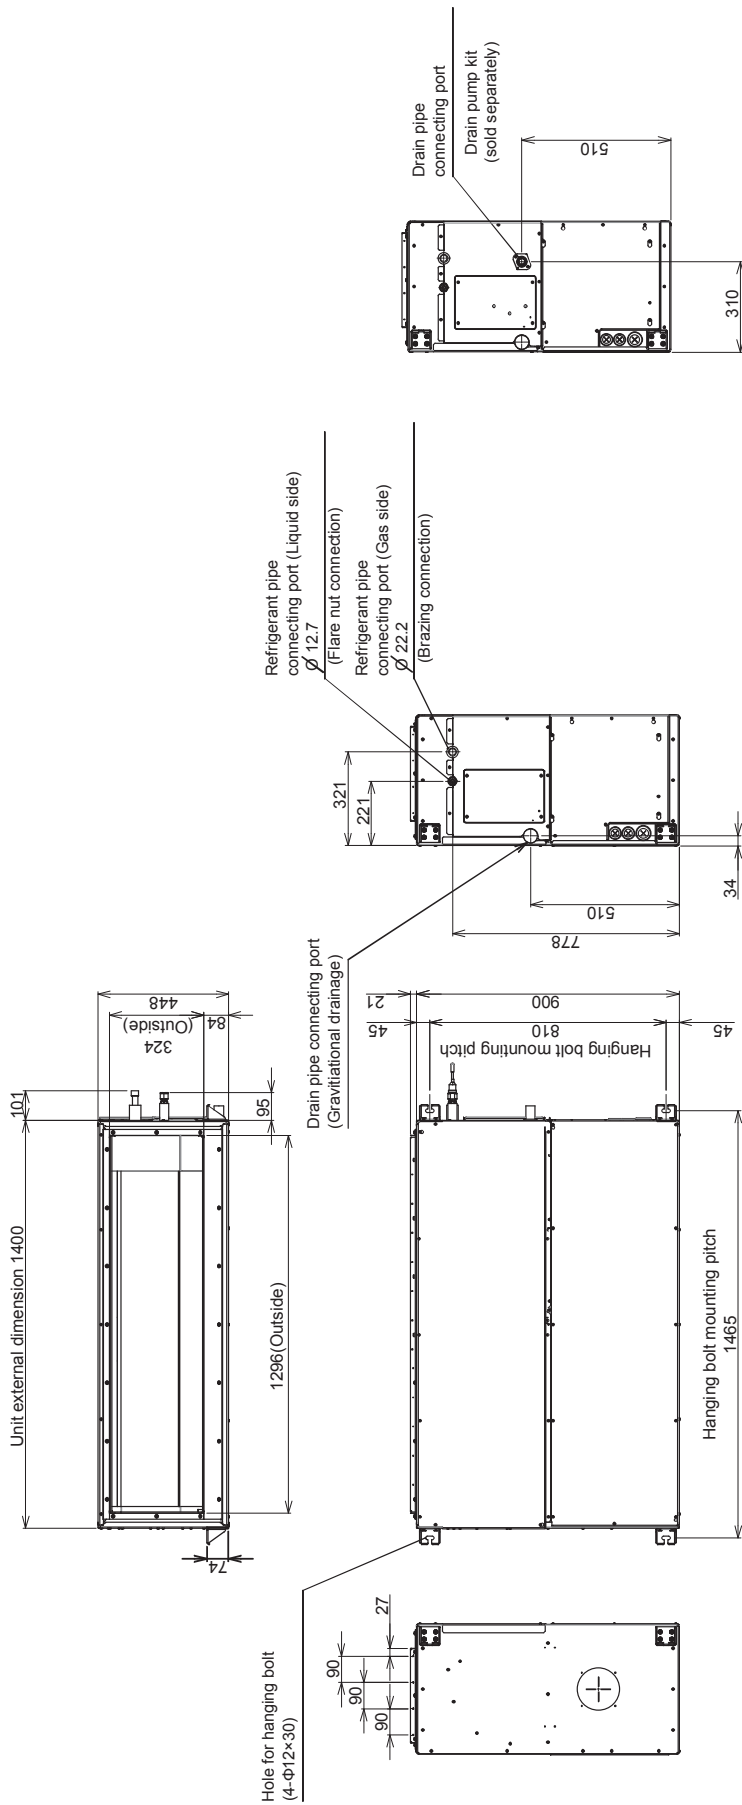 Drain pipe
connecting port
Drain pump kit
(sold separately)
510
310
Refrigerant pipe
connecting port (Liquid side)
Ø 12.7
(Flare nut connection)
Refrigerant pipe
connecting port (Gas side)
Ø 22.2
(Brazing connection)
321
221
34
510
778
Drain pipe connecting port
(Gravitiational drainage)
448
324
(Outside)
84
101
95
Unit external dimension 1400
1296(Outside)
74
21
45
900
810
Hanging bolt mounting pitch
45
Hanging bolt mounting pitch
1465
Hole for hanging bolt
(4-Φ12×30)
27
90
90
90